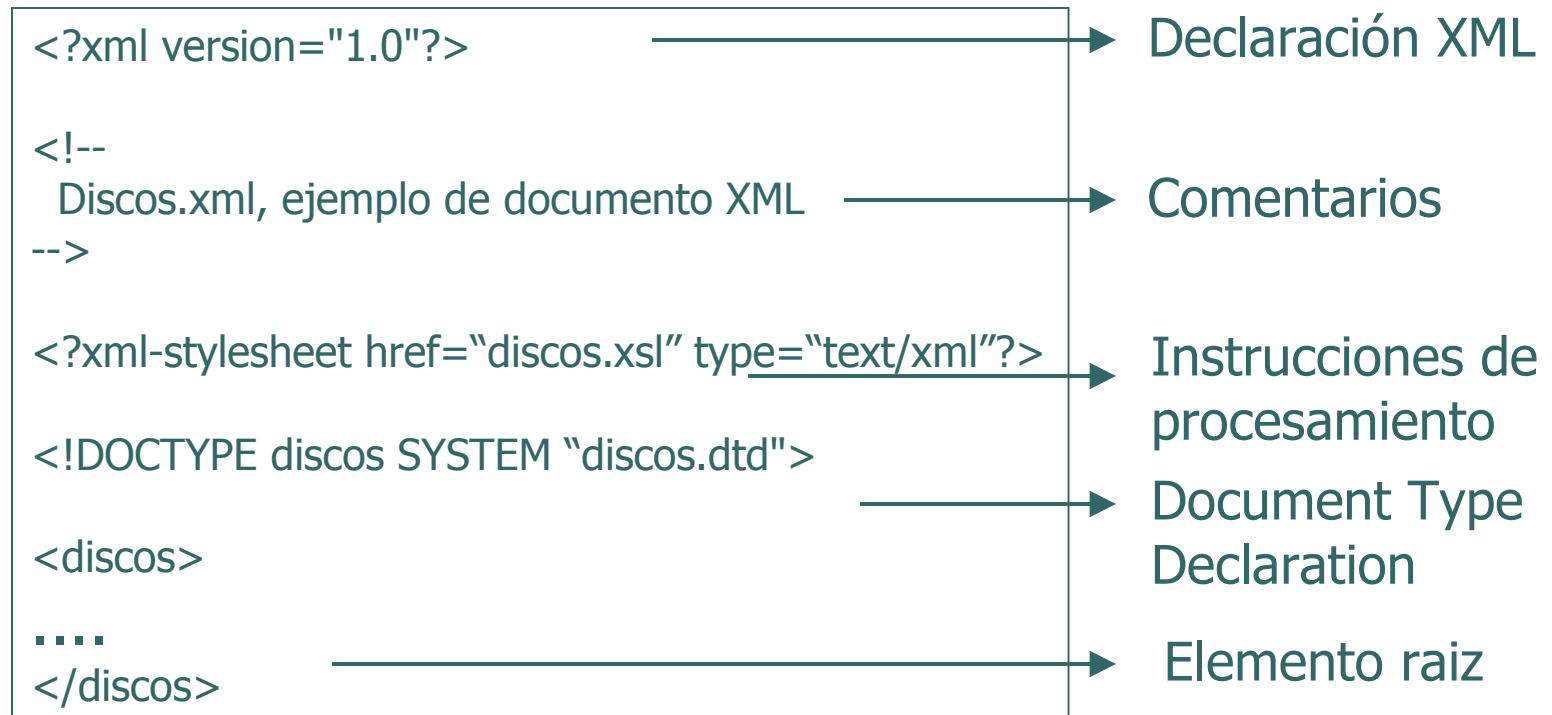 <?xml version="1.0"?>
Declaración XML
<!--
Discos.xml, ejemplo de documento XML
Comentarios
-->
<?xml-stylesheet href=“discos.xsl” type=“text/xml”?>
Instrucciones de
procesamiento
<!DOCTYPE discos SYSTEM “discos.dtd">
Document Type
Declaration
<discos>
....
</discos>
Elemento raiz